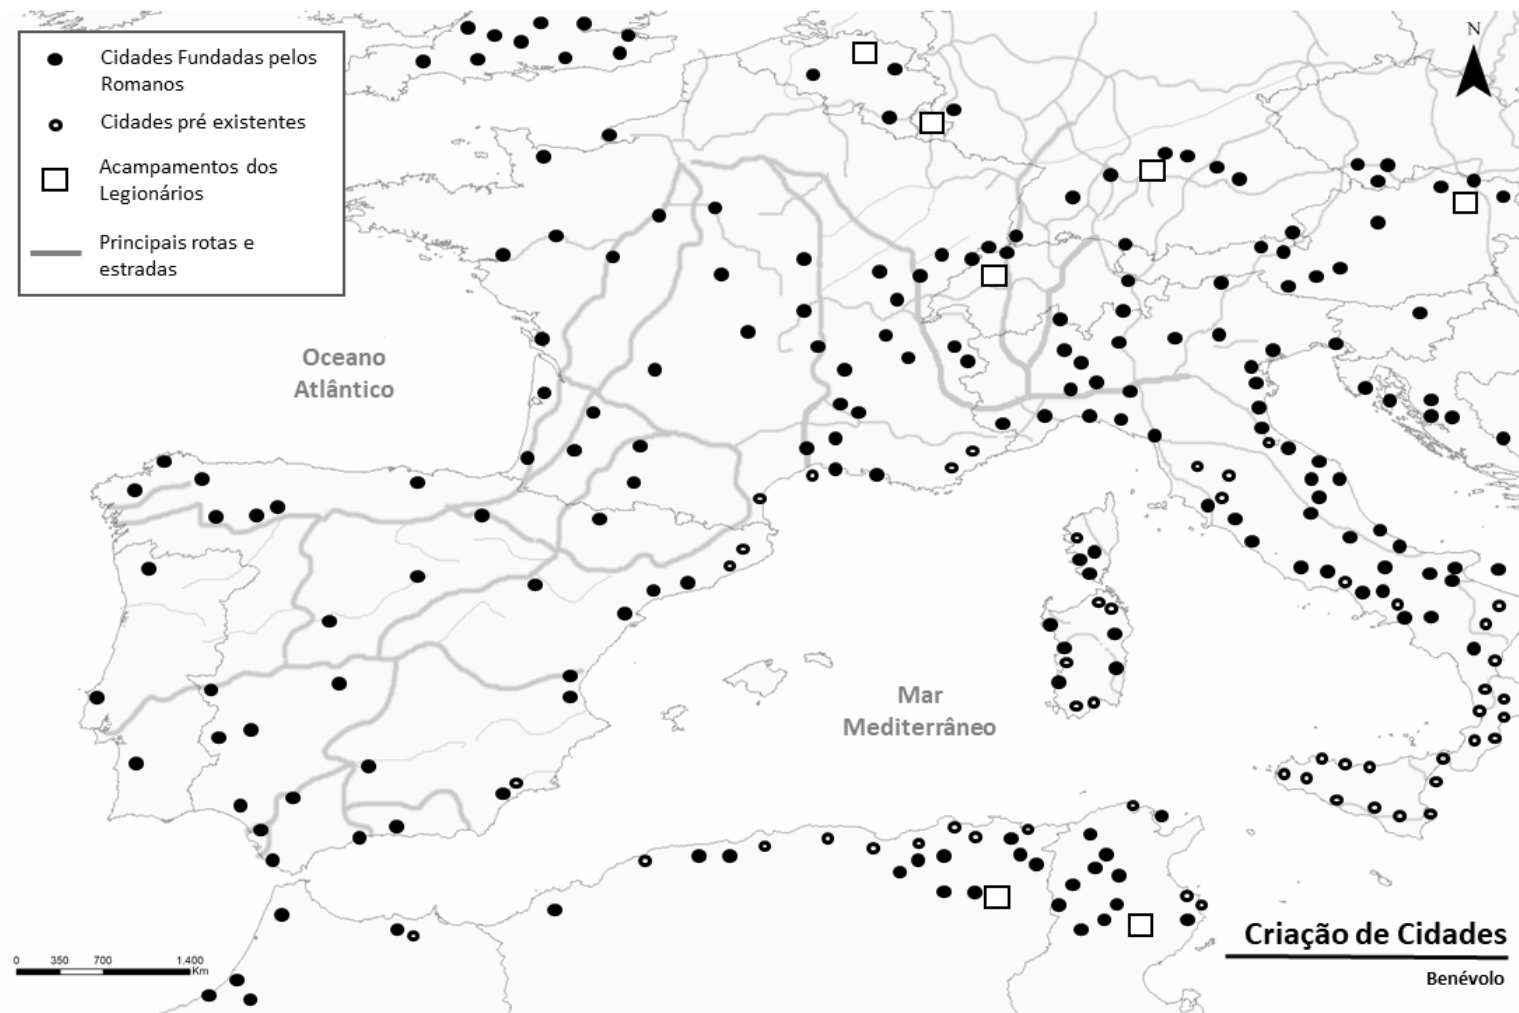 Cidades Fundadas pelos
Romanos
Cidades pré existentes
Acampamentos dos
Legionários
Principais rotas e
estradas
N
Oceano
Atlântico
Mar
Mediterrâneo
0 350 700 1.400
Km
Criação de Cidades
Benévolo